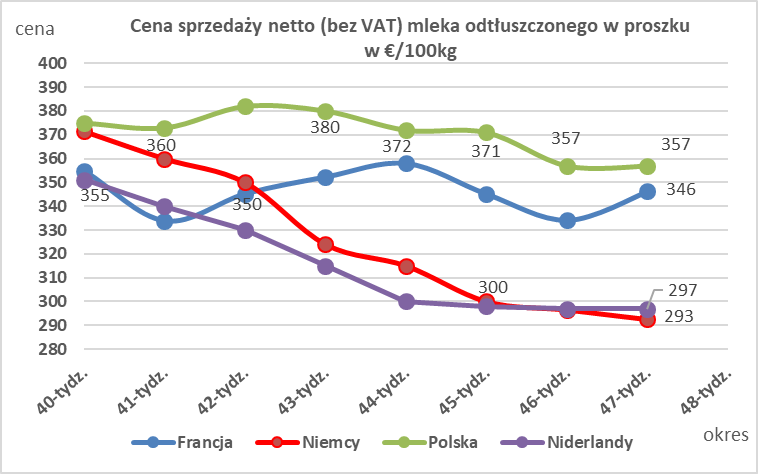 cena
Cena sprzedaży netto (bez VAT) mleka odtłuszczonego w proszku
w €/100kg
400
390
380
370
360
350
340
330
320
310
300
290
280
355
360
350
380
372
371
300
357
357
346
297
293
40-tydz.
41-tydz.
42-tydz.
43-tydz.
44-tydz.
45-tydz.
46-tydz.
47-tydz.
48-tydz.
okres
Francja Niemcy Polska Niderlandy